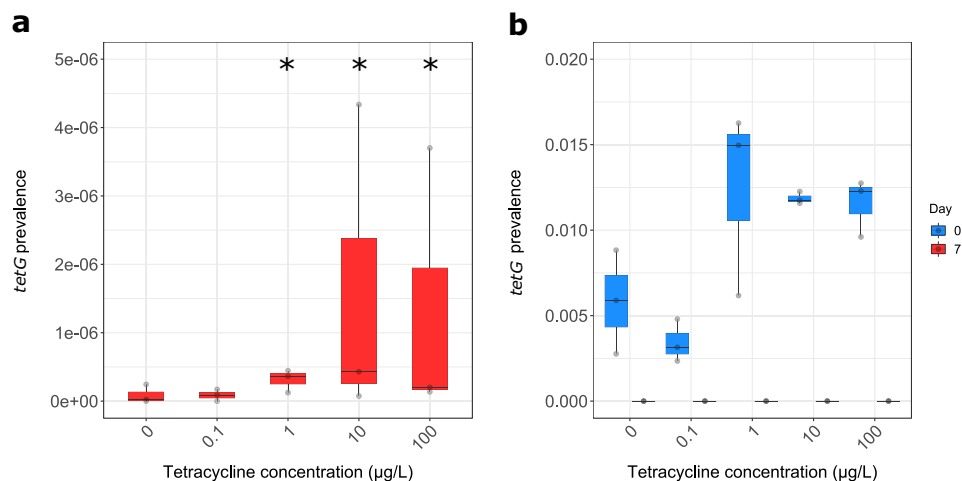 a
5e-06
4e-06
3e-06
2e-06
1e-06
0e+00
tetG prevalence
* * *
0 0.1 1 10 100
Tetracycline concentration (µg/L)
b
0.020
0.015
0.010
0.005
0.000
tetG prevalence
0 0.1 1 10 100
Tetracycline concentration (µg/L)
Day
0
7